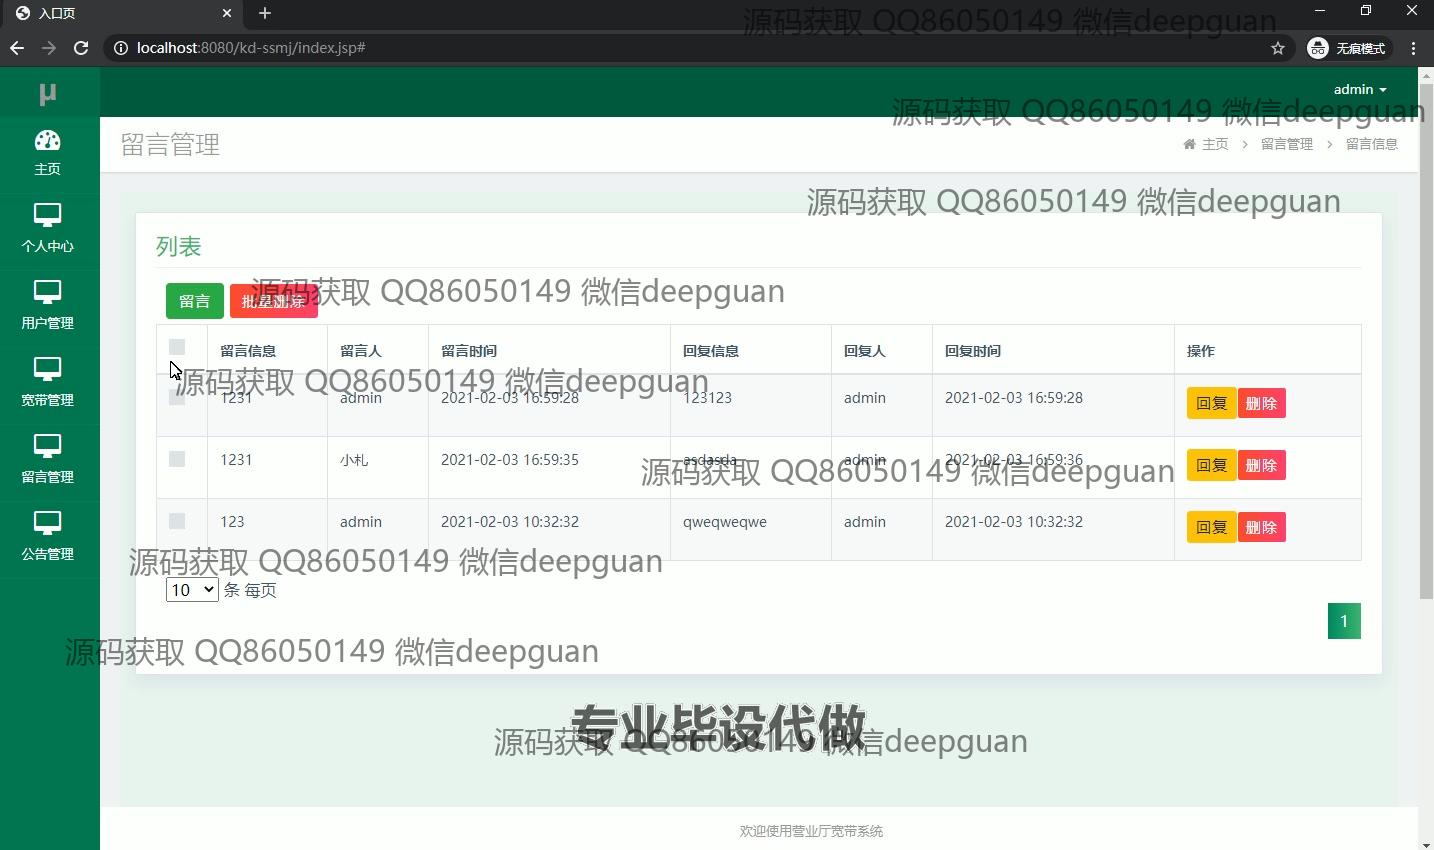 入口页
源码获取 QQ86050149 微信deepguan
localhost:8080/kd-ssmj/index.jsp#
无痕模式
μ
admin
源码获取 QQ86050149 微信deepguan
留言管理
主页 > 留言管理 > 留言信息
主页
个人中心
用户管理
宽带管理
留言管理
公告管理
源码获取 QQ86050149 微信deepguan
列表
留言 批量删除
源码获取 QQ86050149 微信deepguan
留言信息 留言人 留言时间 回复信息 回复人 回复时间 操作
源码获取 QQ86050149 微信deepguan
1231 admin 2021-02-03 16:59:28 123123 admin 2021-02-03 16:59:28 回复 删除
1231 小札 2021-02-03 16:59:35 asdasda admin 2021-02-03 16:59:36 回复 删除
源码获取 QQ86050149 微信deepguan
123 admin 2021-02-03 10:32:32 qweqweqwe admin 2021-02-03 10:32:32 回复 删除
源码获取 QQ86050149 微信deepguan
10 条 每页
1
源码获取 QQ86050149 微信deepguan
专业毕设代做
源码获取 QQ86050149 微信deepguan
欢迎使用营业厅宽带系统